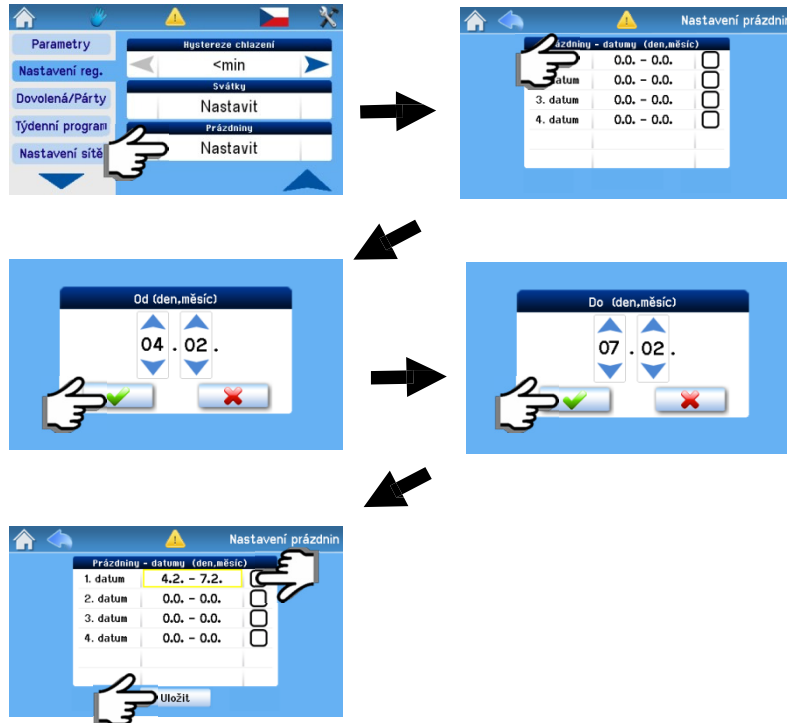 Parametry
Nastavení reg.
Dovolená/Párty
Týdenní program
Nastavení sítě
Hystereze chlazení
<min
Svátky
Nastavit
Prázdniny
Nastavit
Nastavení prázdnin
- datumy (den,měsíc)
0.0. - 0.0.
0.0. - 0.0.
3. datum 0.0. - 0.0.
4. datum 0.0. - 0.0.
Od (den,měsíc)
04 . 02 .
Do (den,měsíc)
07 . 02 .
Nastavení prázdnin
Prázdniny - datumy (den,měsíc)
1. datum 4.2. - 7.2.
2. datum 0.0. - 0.0.
3. datum 0.0. - 0.0.
4. datum 0.0. - 0.0.
Uložit